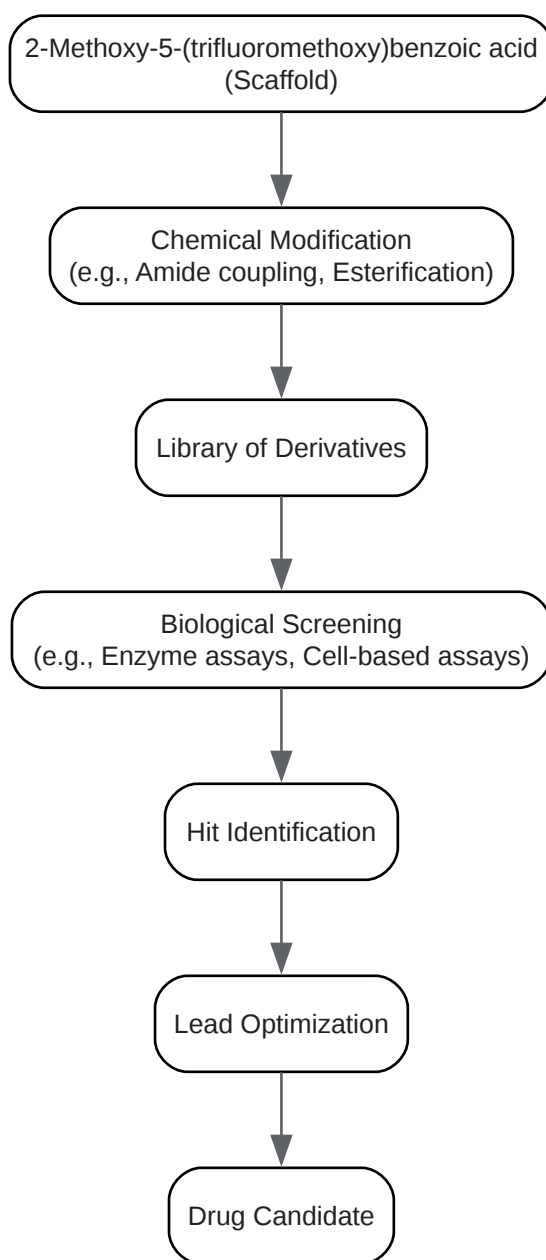 2-Methoxy-5-(trifluoromethoxy)benzoic acid
(Scaffold)
Chemical Modification
(e.g., Amide coupling, Esterification)
Library of Derivatives
Biological Screening
(e.g., Enzyme assays, Cell-based assays)
Hit Identification
Lead Optimization
Drug Candidate